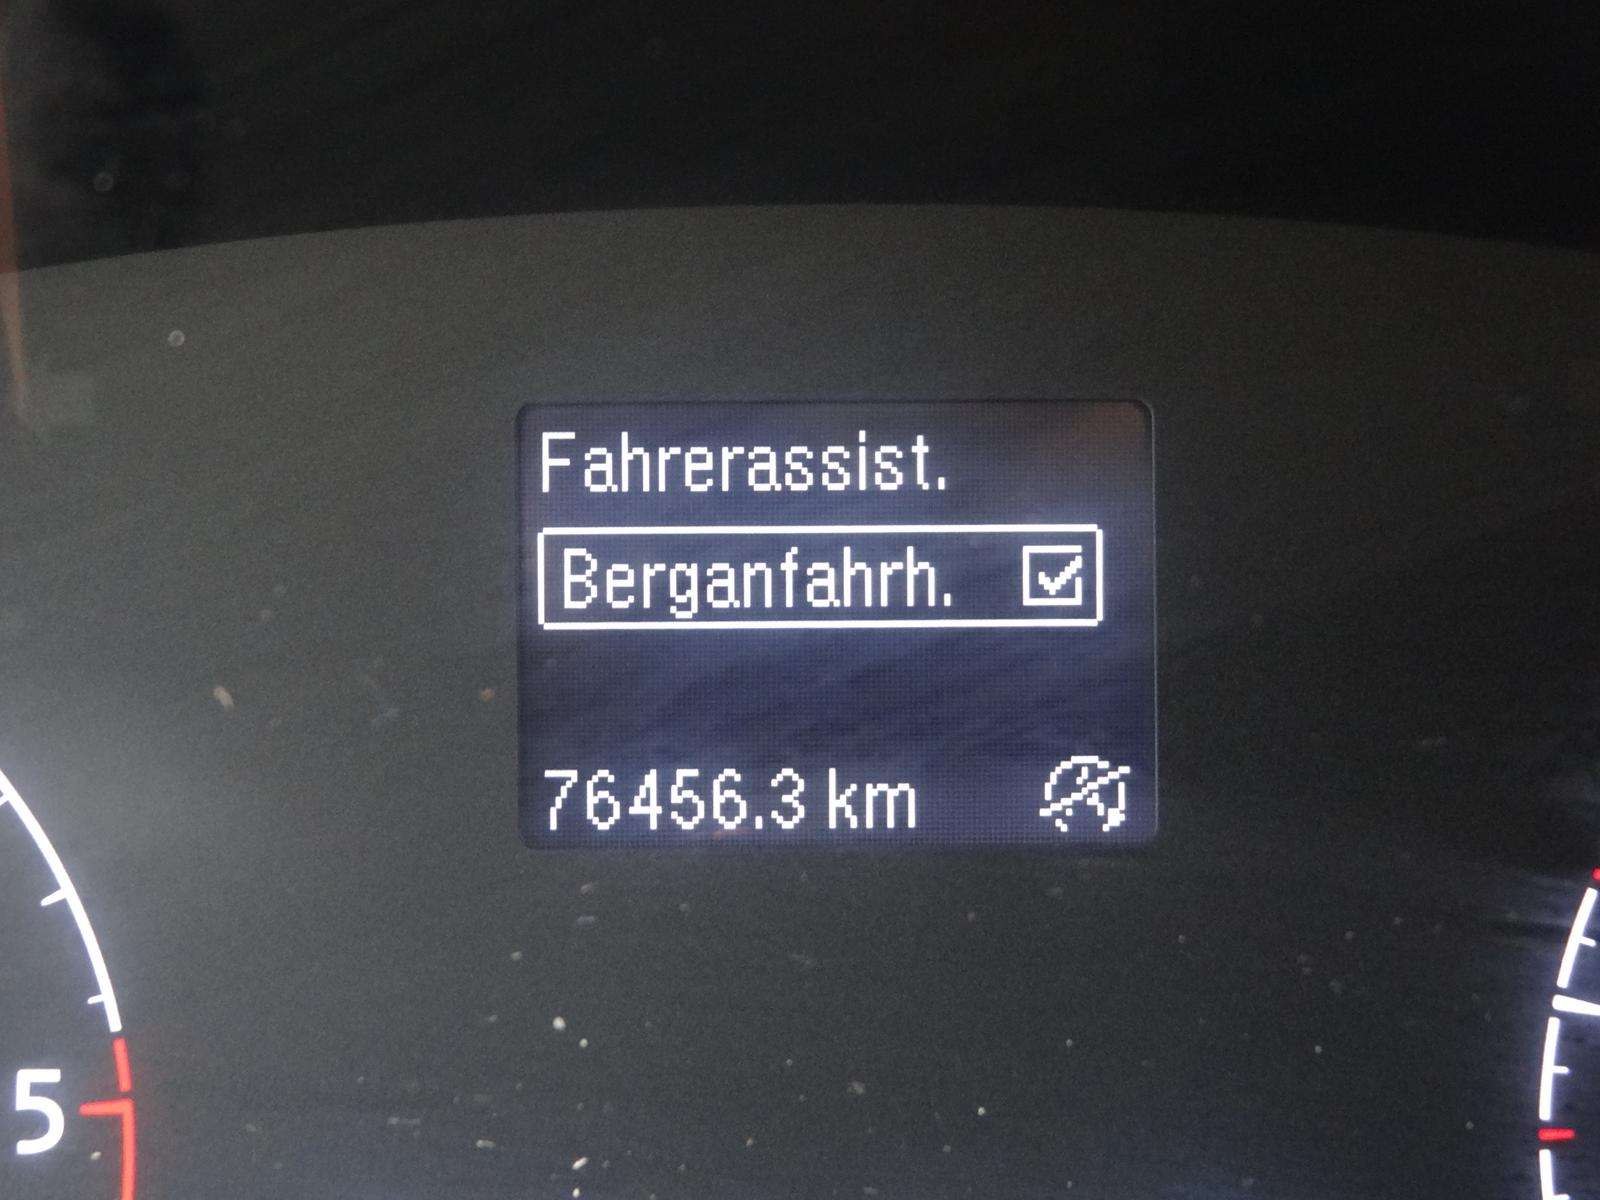 Fahrerassist.
Berganfahrh.
76456.3 km
5